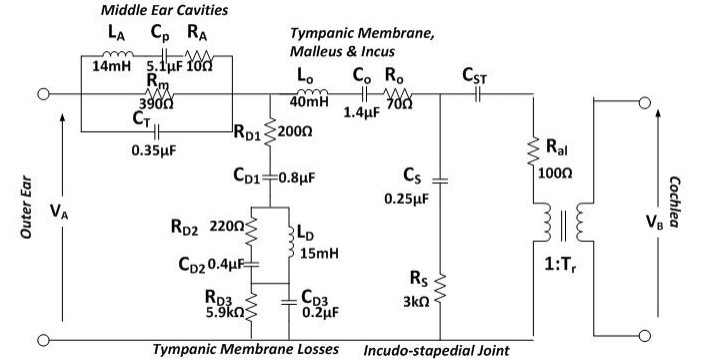 Middle Ear Cavities
LA Cp RA
14mH 5.1μF 10Ω
Rm
390Ω
CT
0.35μF
Tympanic Membrane,
Malleus & Incus
Lo Co Ro
40mH 1.4μF 70Ω
CST
RD1 200Ω
CD1 0.8μF
RD2 220Ω
LD
15mH
CD2 0.4μF
RD3
5.9kΩ
CD3
0.2μF
CS
0.25μF
RS
3kΩ
Ral
100Ω
1:Tr
Outer Ear
VA
VB
Cochlea
Tympanic Membrane Losses
Incudo-stapedial Joint